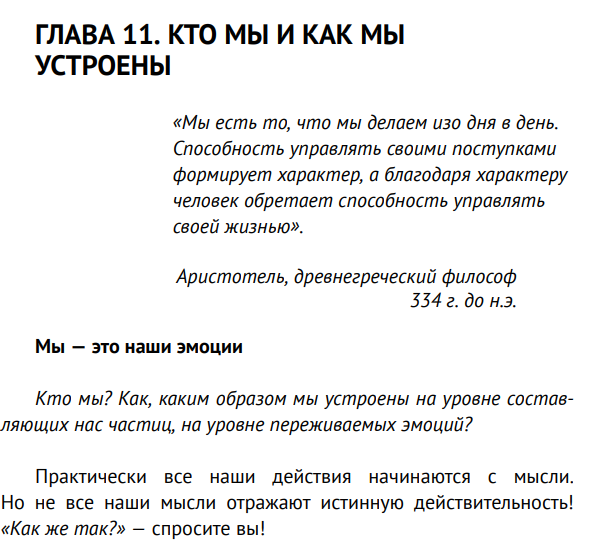 ГЛАВА 11. КТО МЫ И КАК МЫ
УСТРОЕНЫ
«Мы есть то, что мы делаем изо дня в день.
Способность управлять своими поступками
формирует характер, а благодаря характеру
человек обретает способность управлять
своей жизнью».
Аристотель, древнегреческий философ
334 г. до н.э.
Мы — это наши эмоции
Кто мы? Как, каким образом мы устроены на уровне состав-
ляющих нас частиц, на уровне переживаемых эмоций?
Практически все наши действия начинаются с мысли.
Но не все наши мысли отражают истинную действительность!
«Как же так?» — спросите вы!